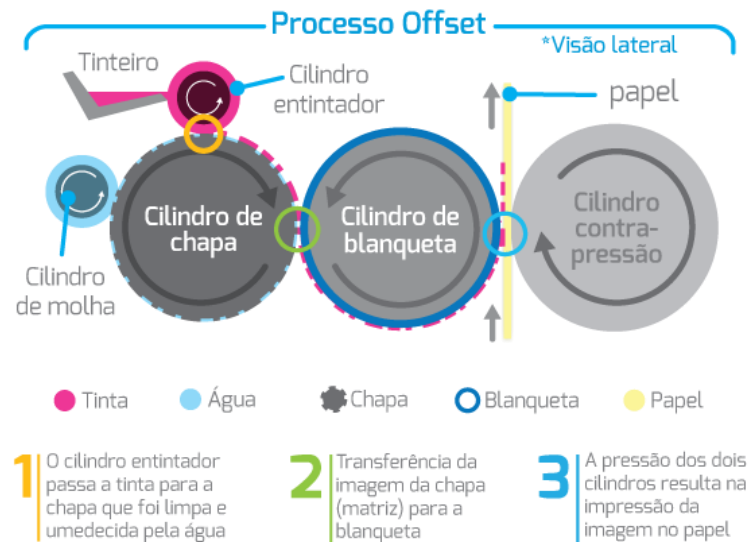 Processo Offset
*Visão lateral
Tinteiro
Cilindro
entintador
papel
Cilindro de
chapa
Cilindro de
blanqueta
Cilindro
contra-
pressão
Cilindro
de molha
Tinta
Água
Chapa
Blanqueta
Papel
1
O cilindro entintador
passa a tinta para a
chapa que foi limpa e
umedecida pela água
2
Transferência da
imagem da chapa
(matriz) para a
blanqueta
3
A pressão dos dois
cilindros resulta na
impressão da
imagem no papel